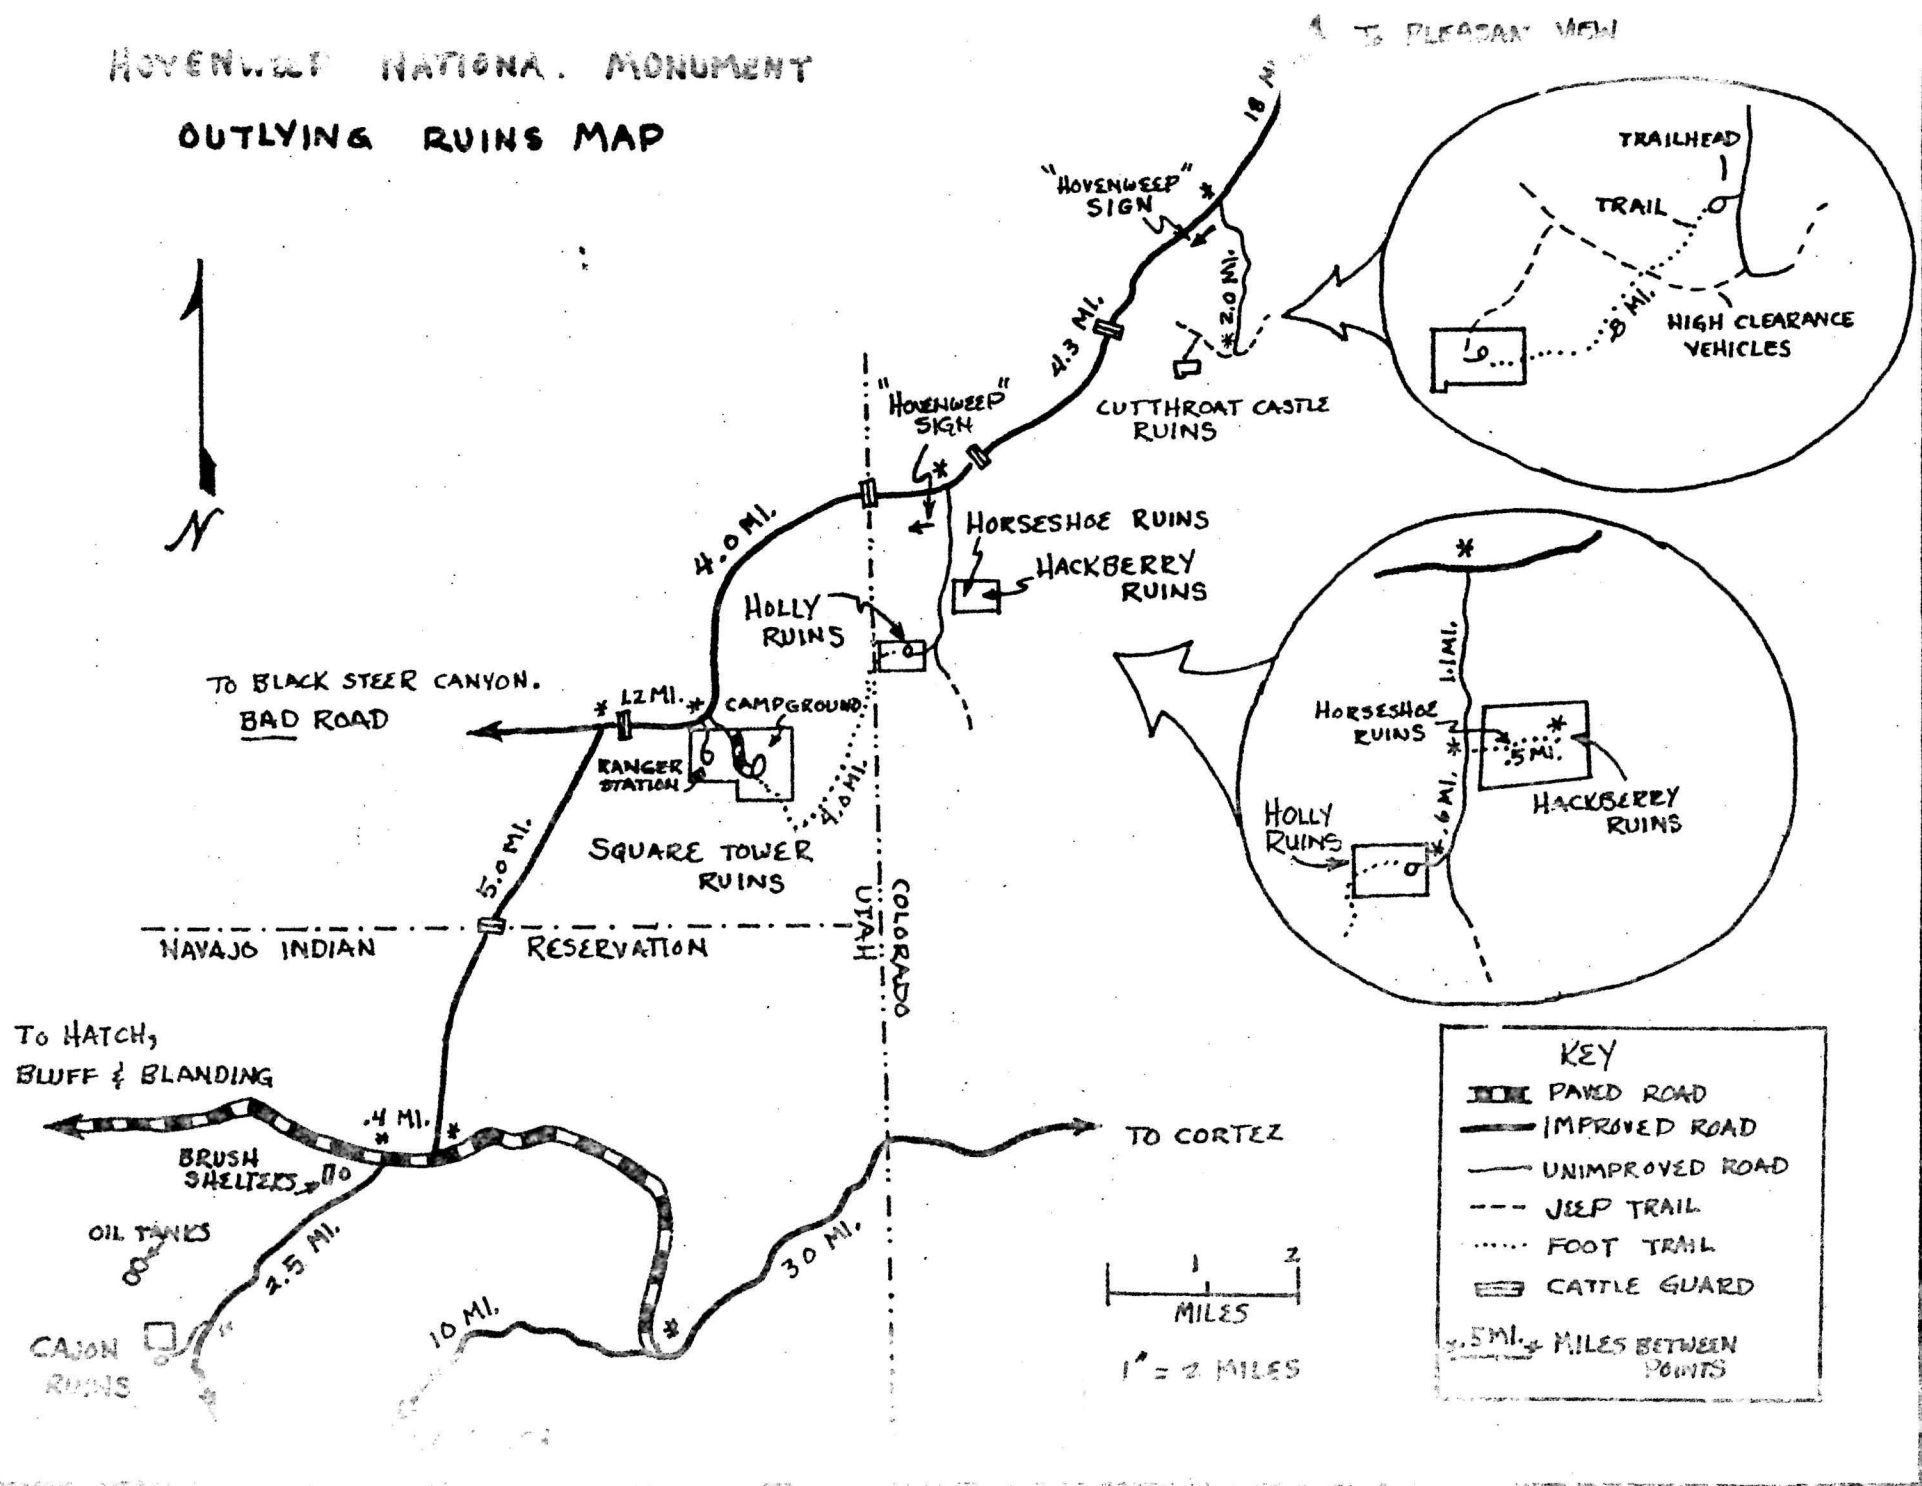 HOVENWEEP NATIONA. MONUMENT
OUTLYING RUINS MAP
TO PLEASAN VIEW
18 MI
"HOVENWEEP"
SIGN
* 2.0 MI.
4.3 MI.
CUTTHROAT CASTLE
RUINS
TRAILHEAD
TRAIL
.8 MI.
HIGH CLEARANCE
VEHICLES
N
"HOVENWEEP"
SIGN
4.0 MI.
HORSESHOE RUINS
HACKBERRY
RUINS
HOLLY
RUINS
TO BLACK STEER CANYON.
BAD ROAD
1.2 MI.
CAMPGROUND
RANGER
STATION
4.0 MI.
SQUARE TOWER
RUINS
5.0 MI.
1.1 MI.
HORSESHOE
RUINS
.5 MI.
.6 MI.
HACKBERRY
RUINS
HOLLY
RUINS
UTAH
COLORADO
NAVAJO INDIAN RESERVATION
TO HATCH,
BLUFF & BLANDING
.4 MI.
BRUSH
SHELTERS
OIL TANKS
2.5 MI.
CAJON
RUINS
10 MI.
30 MI.
TO CORTEZ
1 2
MILES
1" = 2 MILES
KEY
PAVED ROAD
IMPROVED ROAD
UNIMPROVED ROAD
JEEP TRAIL
FOOT TRAIL
CATTLE GUARD
*.5 MI.* MILES BETWEEN
POINTS